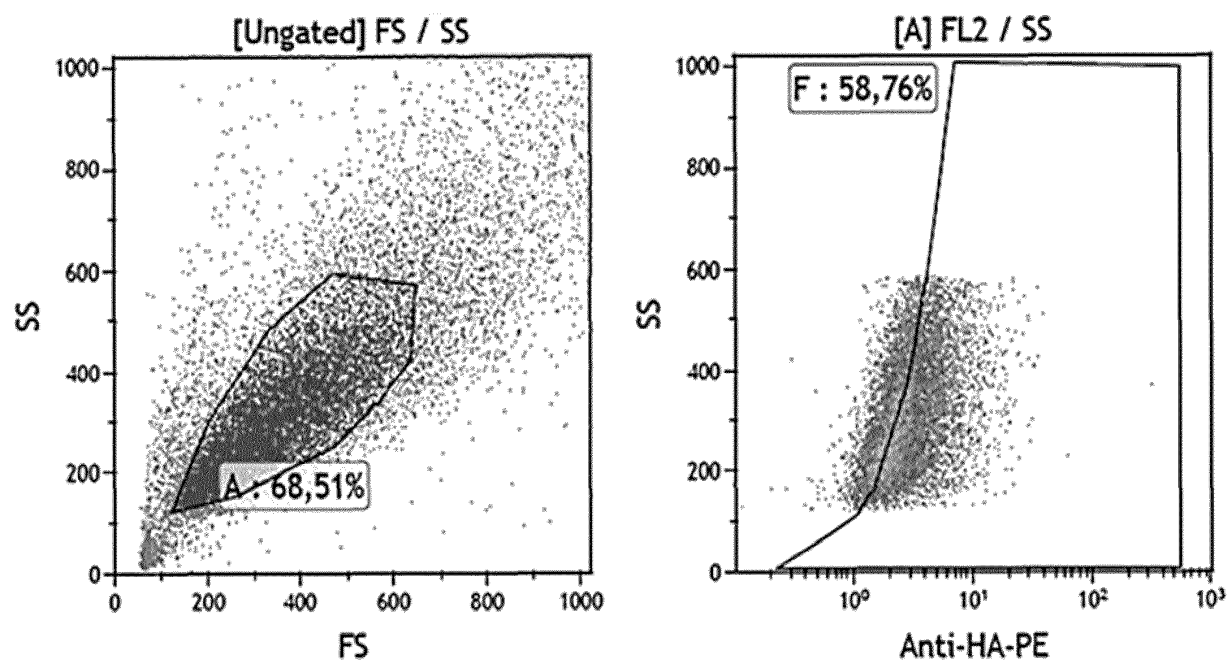 [Ungated] FS / SS
1000
800
600
400
200
0
SS
A : 68,51%
0 200 400 600 800 1000
FS
[A] FL2 / SS
1000
800
600
400
200
0
SS
F : 58,76%
10⁰ 10¹ 10² 10³
Anti-HA-PE